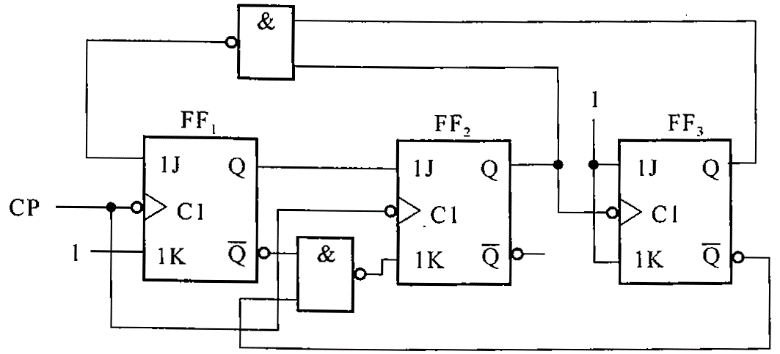 &
1
FF₁
FF₂
FF₃
1J Q
1J Q
1J Q
CP
C1
C1
C1
1
1K Q̅
&
1K Q̅
1K Q̅